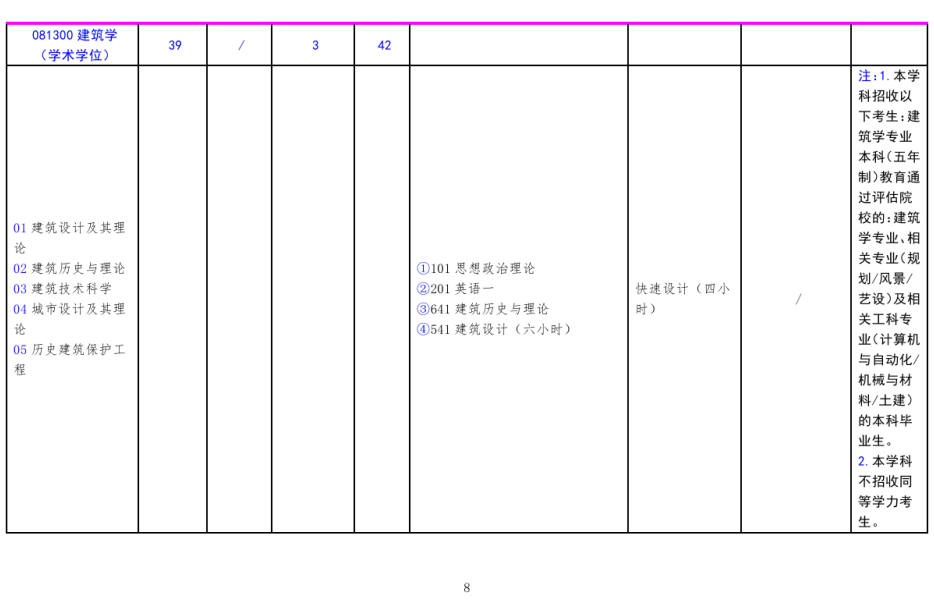 081300 建筑学
（学术学位）
39
/
3
42
01 建筑设计及其理
论
02 建筑历史与理论
03 建筑技术科学
04 城市设计及其理
论
05 历史建筑保护工
程
①101 思想政治理论
②201 英语一
③641 建筑历史与理论
④541 建筑设计（六小时）
快速设计（四小
时）
/
注:1.本学
科招收以
下考生:建
筑学专业
本科(五年
制)教育通
过评估院
校的:建筑
学专业、相
关专业(规
划/风景/
艺设)及相
关工科专
业(计算机
与自动化/
机械与材
料/土建)
的本科毕
业生。
2.本学科
不招收同
等学力考
生。
8